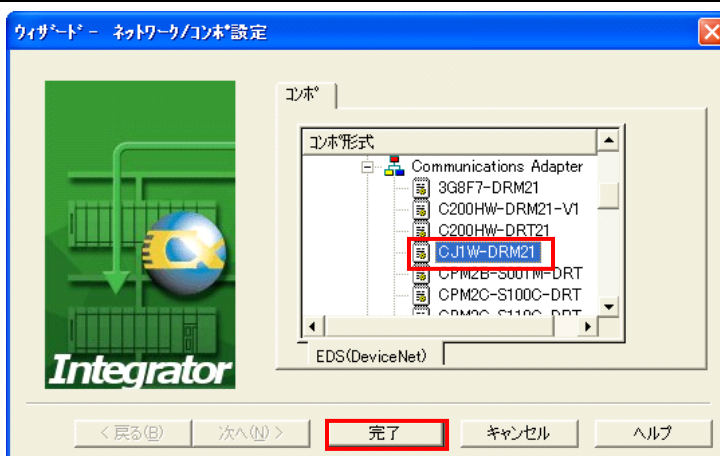 ウィザード - ネットワーク/コンポ設定
コンポ
コンポ形式
Communications Adapter
3G8F7-DRM21
C200HW-DRM21-V1
C200HW-DRT21
CJ1W-DRM21
CPM2B-S001M-DRT
CPM2C-S100C-DRT
CPM2C-S110C-DRT
EDS(DeviceNet)
Integrator
< 戻る(B)
次へ(N) >
完了
キャンセル
ヘルプ